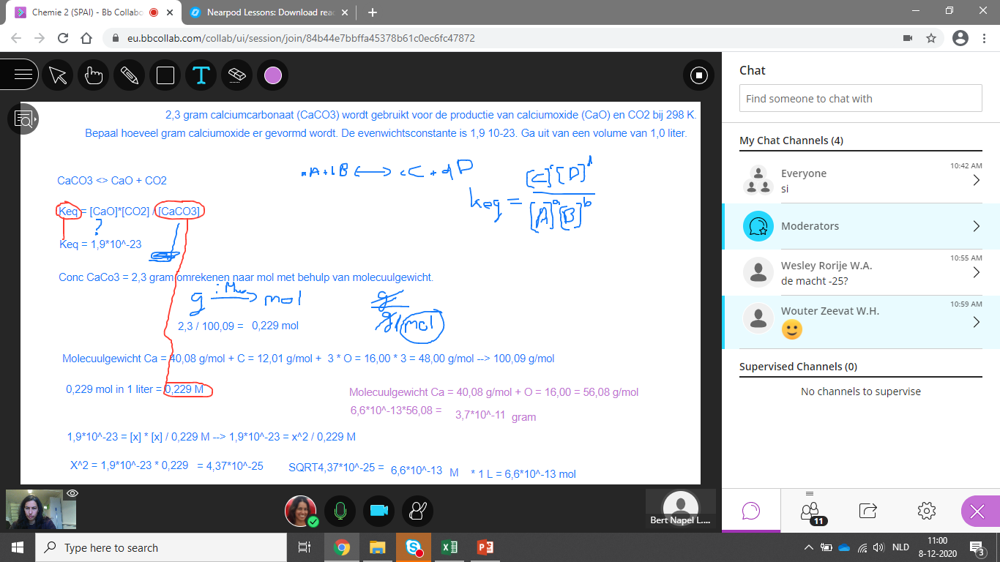 Chemie 2 (SPAI) - Bb Collabo
Nearpod Lessons: Download read
eu.bbcollab.com/collab/ui/session/join/84b44e7bbffa45378b61c0ec6fc47872
T
2,3 gram calciumcarbonaat (CaCO3) wordt gebruikt voor de productie van calciumoxide (CaO) en CO2 bij 298 K.
Bepaal hoeveel gram calciumoxide er gevormd wordt. De evenwichtsconstante is 1,9 10-23. Ga uit van een volume van 1,0 liter.
aA + bB <--> cC + dD
CaCO3 <> CaO + CO2
keq = [C]^c [D]^d / [A]^a [B]^b
Keq = [CaO]*[CO2] / [CaCO3]
?
Keq = 1,9*10^-23
Conc CaCo3 = 2,3 gram omrekenen naar mol met behulp van molecuulgewicht.
g :Mw → mol
g
g/mol
2,3 / 100,09 = 0,229 mol
Molecuulgewicht Ca = 40,08 g/mol + C = 12,01 g/mol + 3 * O = 16,00 * 3 = 48,00 g/mol --> 100,09 g/mol
0,229 mol in 1 liter = 0,229 M
Molecuulgewicht Ca = 40,08 g/mol + O = 16,00 = 56,08 g/mol
6,6*10^-13*56,08 = 3,7*10^-11 gram
1,9*10^-23 = [x] * [x] / 0,229 M --> 1,9*10^-23 = x^2 / 0,229 M
X^2 = 1,9*10^-23 * 0,229 = 4,37*10^-25 SQRT4,37*10^-25 = 6,6*10^-13 M * 1 L = 6,6*10^-13 mol
Bert Napel L....
Chat
Find someone to chat with
My Chat Channels (4)
10:42 AM
Everyone
si
Moderators
10:55 AM
Wesley Rorije W.A.
de macht -25?
10:59 AM
Wouter Zeevat W.H.
Supervised Channels (0)
No channels to supervise
11
Type here to search
NLD
11:00
8-12-2020
3